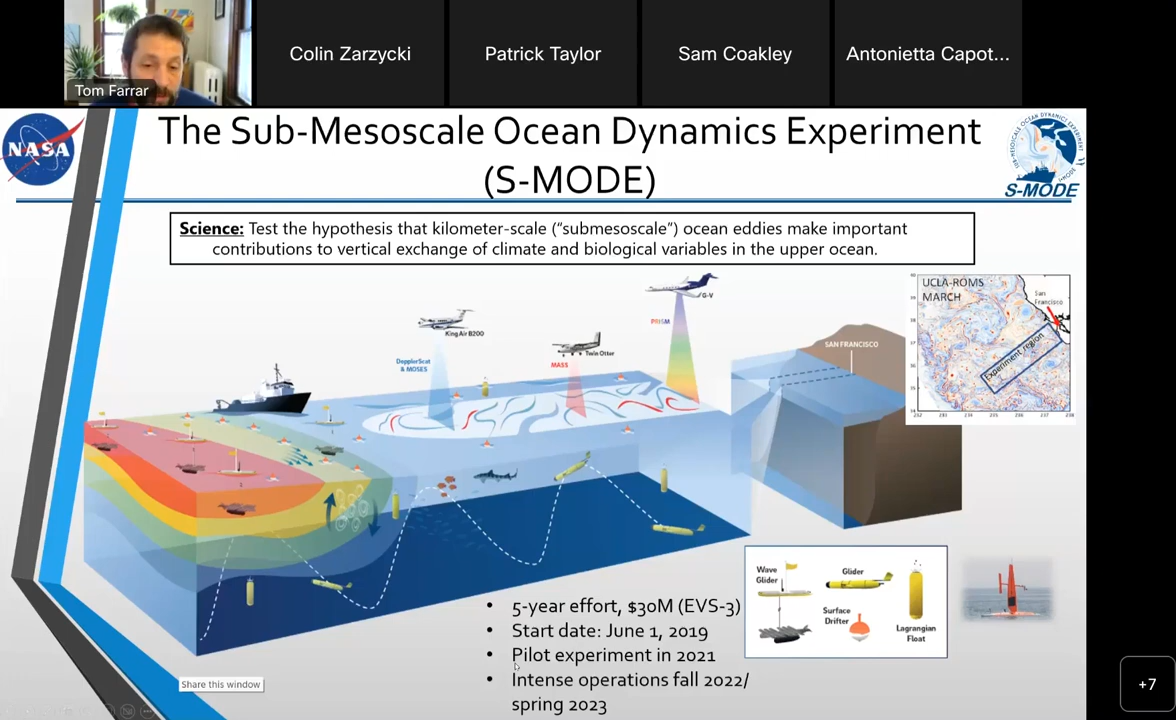 Tom Farrar
Colin Zarzycki
Patrick Taylor
Sam Coakley
Antonietta Capot...
NASA
The Sub-Mesoscale Ocean Dynamics Experiment
(S-MODE)
S-MODE
Science: Test the hypothesis that kilometer-scale (“submesoscale”) ocean eddies make important
contributions to vertical exchange of climate and biological variables in the upper ocean.
King Air B200
DopplerScat
& MOSES
Twin Otter
MASS
G-V
PRISM
SAN FRANCISCO
UCLA-ROMS
MARCH
San
Francisco
Experiment region
Wave
Glider
Glider
Surface
Drifter
Lagrangian
Float
• 5-year effort, $30M (EVS-3)
• Start date: June 1, 2019
• Pilot experiment in 2021
• Intense operations fall 2022/
spring 2023
Share this window
+7